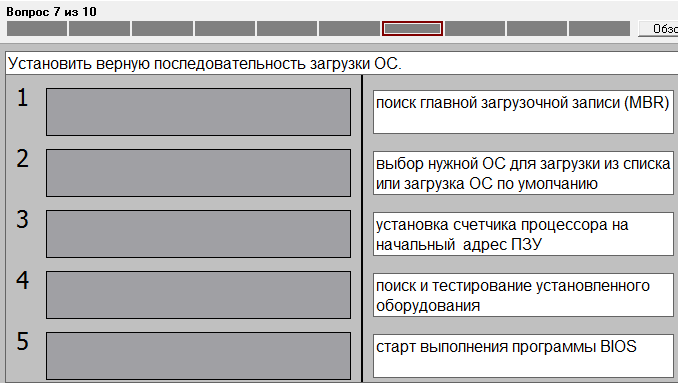 Вопрос 7 из 10
Обзо
Установить верную последовательность загрузки ОС.
1
поиск главной загрузочной записи (MBR)
2
выбор нужной ОС для загрузки из списка
или загрузка ОС по умолчанию
3
установка счетчика процессора на
начальный адрес ПЗУ
4
поиск и тестирование установленного
оборудования
5
старт выполнения программы BIOS